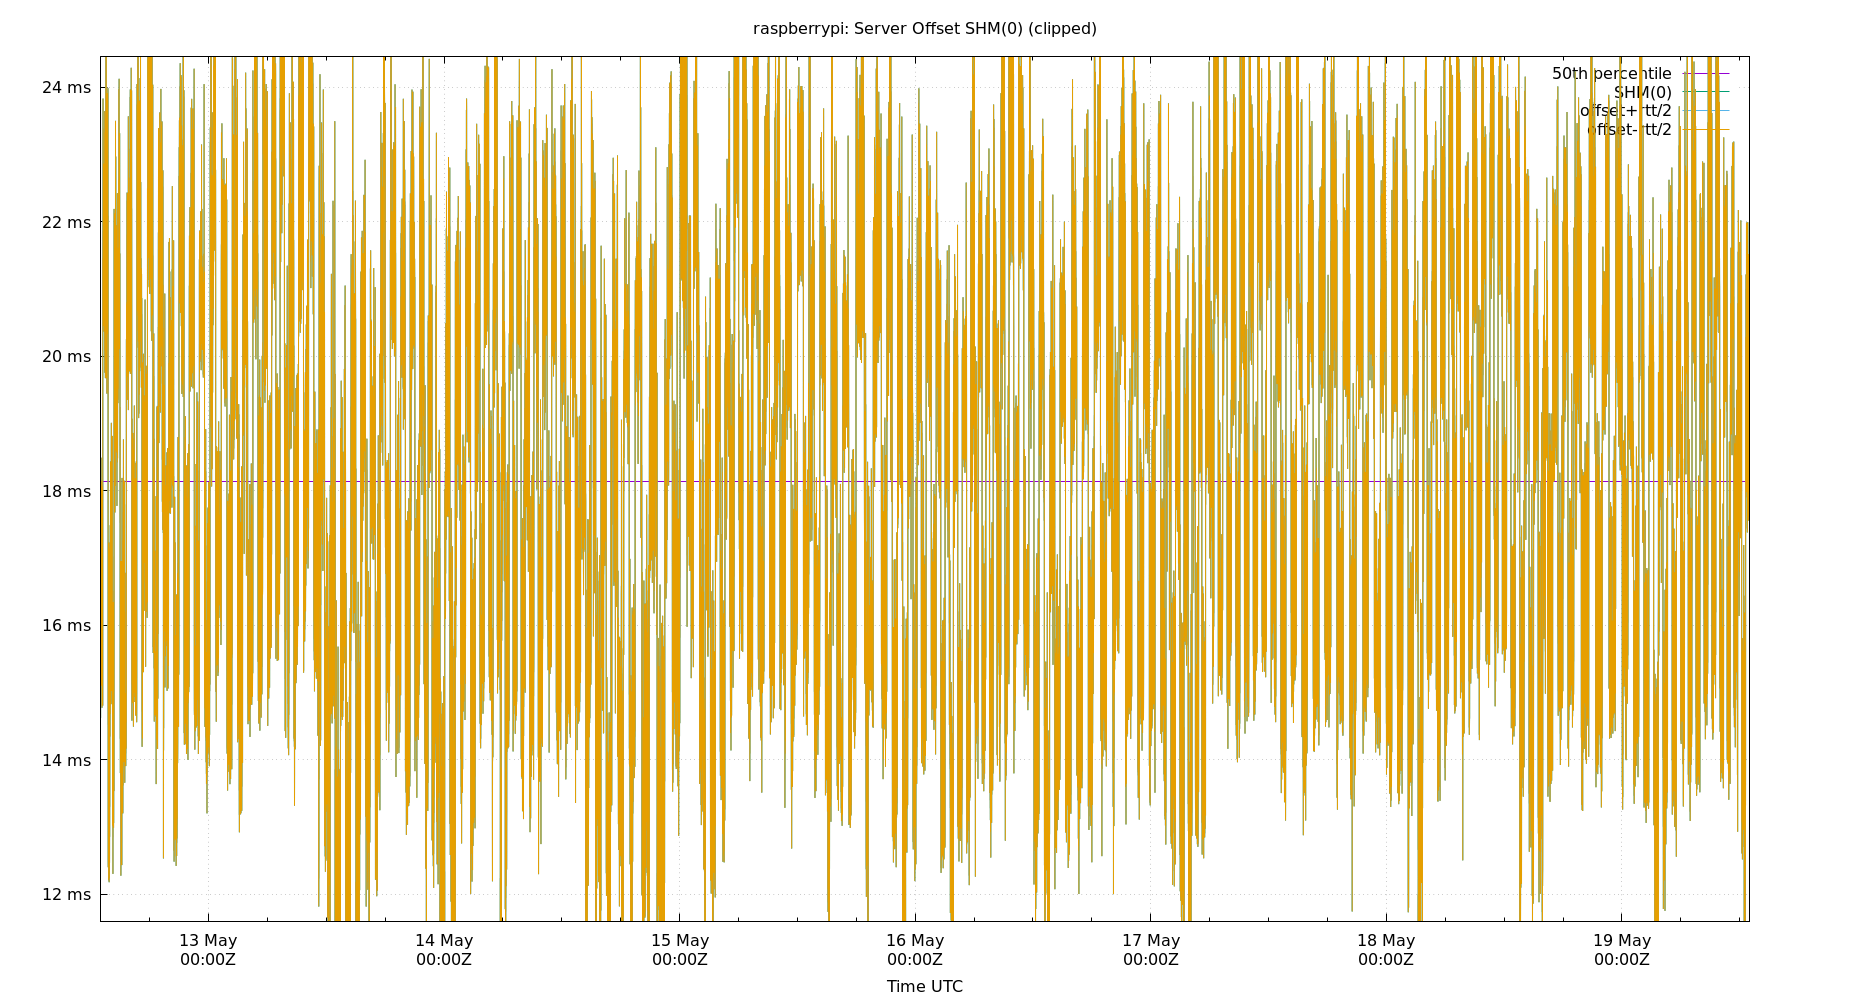 raspberrypi: Server Offset SHM(0) (clipped)
50th percentile
SHM(0)
offset+rtt/2
offset-rtt/2
24 ms
22 ms
20 ms
18 ms
16 ms
14 ms
12 ms
13 May 14 May 15 May 16 May 17 May 18 May 19 May
00:00Z 00:00Z 00:00Z 00:00Z 00:00Z 00:00Z 00:00Z
Time UTC